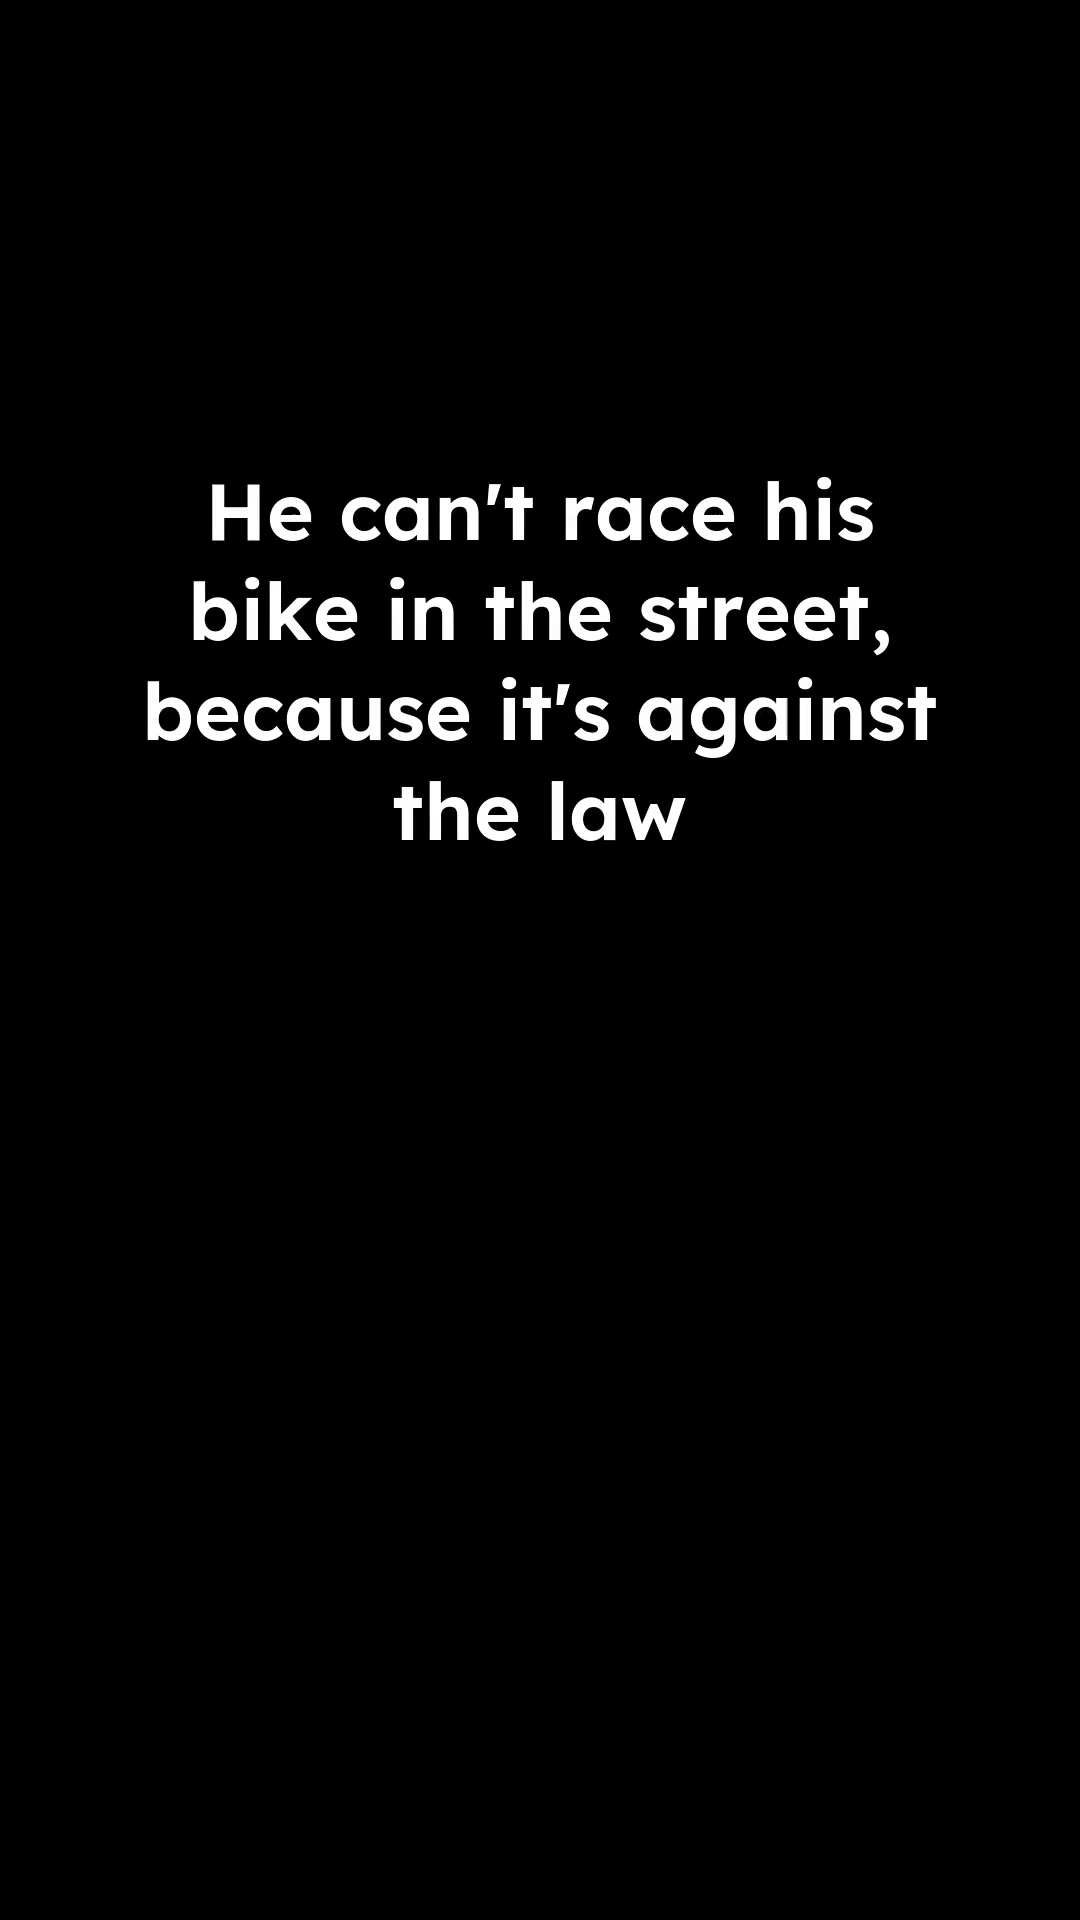 He can't race his
bike in the street,
because it's against
the law